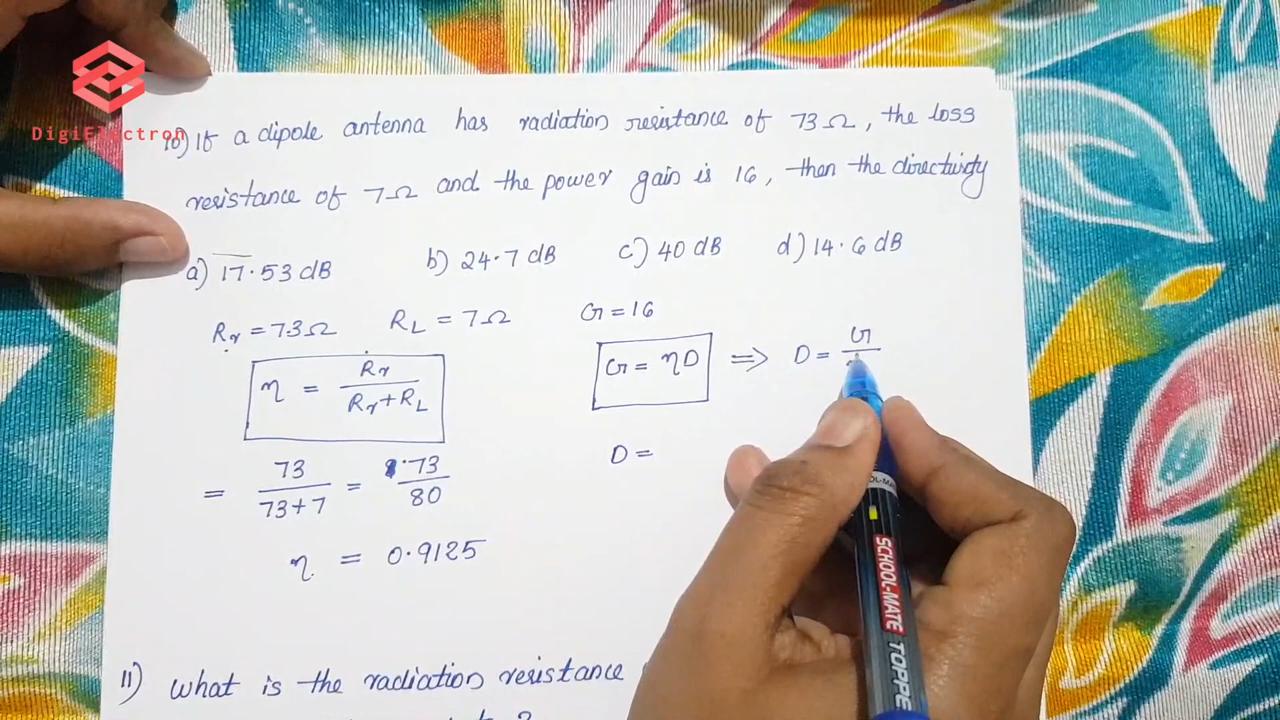 DigiElectron
10) If a dipole antenna has radiation resistance of 73Ω, the loss
resistance of 7Ω and the power gain is 16, then the directivity
a) 17.53 dB b) 24.7 dB c) 40 dB d) 14.6 dB
Rr = 73Ω RL = 7Ω G = 16
η = Rr / Rr+RL G = ηD ⇒ D = G /
= 73 / 73+7 = 73 / 80 D =
η = 0.9125
11) What is the radiation resistance
SCHOOL-MATE TOPPE